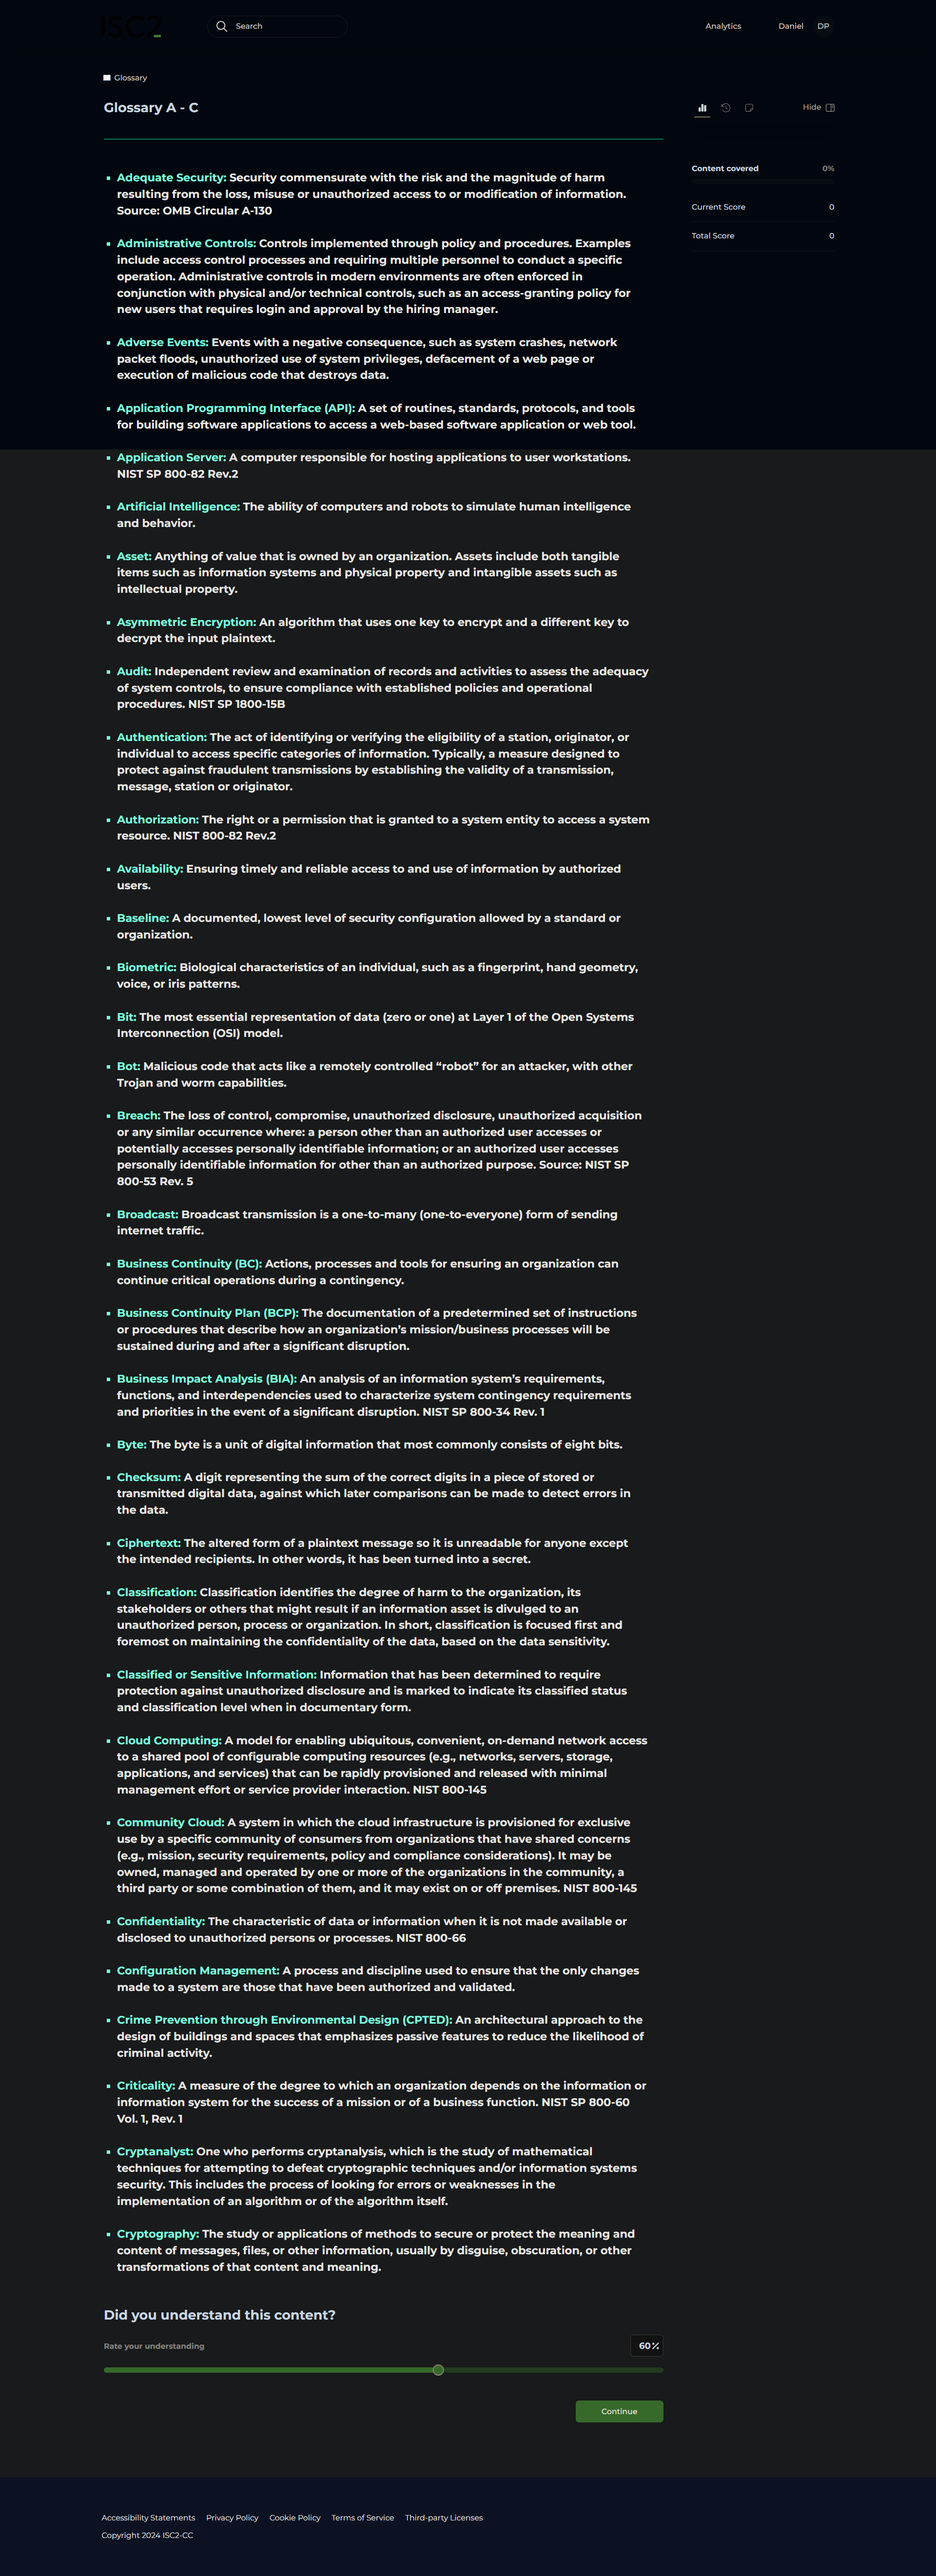 ISC2
Search
Analytics
Daniel
DP
Glossary
Glossary A - C
Hide
Content covered 0%
Current Score 0
Total Score 0
Adequate Security: Security commensurate with the risk and the magnitude of harm
resulting from the loss, misuse or unauthorized access to or modification of information.
Source: OMB Circular A-130
Administrative Controls: Controls implemented through policy and procedures. Examples
include access control processes and requiring multiple personnel to conduct a specific
operation. Administrative controls in modern environments are often enforced in
conjunction with physical and/or technical controls, such as an access-granting policy for
new users that requires login and approval by the hiring manager.
Adverse Events: Events with a negative consequence, such as system crashes, network
packet floods, unauthorized use of system privileges, defacement of a web page or
execution of malicious code that destroys data.
Application Programming Interface (API): A set of routines, standards, protocols, and tools
for building software applications to access a web-based software application or web tool.
Application Server: A computer responsible for hosting applications to user workstations.
NIST SP 800-82 Rev.2
Artificial Intelligence: The ability of computers and robots to simulate human intelligence
and behavior.
Asset: Anything of value that is owned by an organization. Assets include both tangible
items such as information systems and physical property and intangible assets such as
intellectual property.
Asymmetric Encryption: An algorithm that uses one key to encrypt and a different key to
decrypt the input plaintext.
Audit: Independent review and examination of records and activities to assess the adequacy
of system controls, to ensure compliance with established policies and operational
procedures. NIST SP 1800-15B
Authentication: The act of identifying or verifying the eligibility of a station, originator, or
individual to access specific categories of information. Typically, a measure designed to
protect against fraudulent transmissions by establishing the validity of a transmission,
message, station or originator.
Authorization: The right or a permission that is granted to a system entity to access a system
resource. NIST 800-82 Rev.2
Availability: Ensuring timely and reliable access to and use of information by authorized
users.
Baseline: A documented, lowest level of security configuration allowed by a standard or
organization.
Biometric: Biological characteristics of an individual, such as a fingerprint, hand geometry,
voice, or iris patterns.
Bit: The most essential representation of data (zero or one) at Layer 1 of the Open Systems
Interconnection (OSI) model.
Bot: Malicious code that acts like a remotely controlled “robot” for an attacker, with other
Trojan and worm capabilities.
Breach: The loss of control, compromise, unauthorized disclosure, unauthorized acquisition
or any similar occurrence where: a person other than an authorized user accesses or
potentially accesses personally identifiable information; or an authorized user accesses
personally identifiable information for other than an authorized purpose. Source: NIST SP
800-53 Rev. 5
Broadcast: Broadcast transmission is a one-to-many (one-to-everyone) form of sending
internet traffic.
Business Continuity (BC): Actions, processes and tools for ensuring an organization can
continue critical operations during a contingency.
Business Continuity Plan (BCP): The documentation of a predetermined set of instructions
or procedures that describe how an organization’s mission/business processes will be
sustained during and after a significant disruption.
Business Impact Analysis (BIA): An analysis of an information system’s requirements,
functions, and interdependencies used to characterize system contingency requirements
and priorities in the event of a significant disruption. NIST SP 800-34 Rev. 1
Byte: The byte is a unit of digital information that most commonly consists of eight bits.
Checksum: A digit representing the sum of the correct digits in a piece of stored or
transmitted digital data, against which later comparisons can be made to detect errors in
the data.
Ciphertext: The altered form of a plaintext message so it is unreadable for anyone except
the intended recipients. In other words, it has been turned into a secret.
Classification: Classification identifies the degree of harm to the organization, its
stakeholders or others that might result if an information asset is divulged to an
unauthorized person, process or organization. In short, classification is focused first and
foremost on maintaining the confidentiality of the data, based on the data sensitivity.
Classified or Sensitive Information: Information that has been determined to require
protection against unauthorized disclosure and is marked to indicate its classified status
and classification level when in documentary form.
Cloud Computing: A model for enabling ubiquitous, convenient, on-demand network access
to a shared pool of configurable computing resources (e.g., networks, servers, storage,
applications, and services) that can be rapidly provisioned and released with minimal
management effort or service provider interaction. NIST 800-145
Community Cloud: A system in which the cloud infrastructure is provisioned for exclusive
use by a specific community of consumers from organizations that have shared concerns
(e.g., mission, security requirements, policy and compliance considerations). It may be
owned, managed and operated by one or more of the organizations in the community, a
third party or some combination of them, and it may exist on or off premises. NIST 800-145
Confidentiality: The characteristic of data or information when it is not made available or
disclosed to unauthorized persons or processes. NIST 800-66
Configuration Management: A process and discipline used to ensure that the only changes
made to a system are those that have been authorized and validated.
Crime Prevention through Environmental Design (CPTED): An architectural approach to the
design of buildings and spaces that emphasizes passive features to reduce the likelihood of
criminal activity.
Criticality: A measure of the degree to which an organization depends on the information or
information system for the success of a mission or of a business function. NIST SP 800-60
Vol. 1, Rev. 1
Cryptanalyst: One who performs cryptanalysis, which is the study of mathematical
techniques for attempting to defeat cryptographic techniques and/or information systems
security. This includes the process of looking for errors or weaknesses in the
implementation of an algorithm or of the algorithm itself.
Cryptography: The study or applications of methods to secure or protect the meaning and
content of messages, files, or other information, usually by disguise, obscuration, or other
transformations of that content and meaning.
Did you understand this content?
Rate your understanding
60%
Continue
Accessibility Statements Privacy Policy Cookie Policy Terms of Service Third-party Licenses
Copyright 2024 ISC2-CC